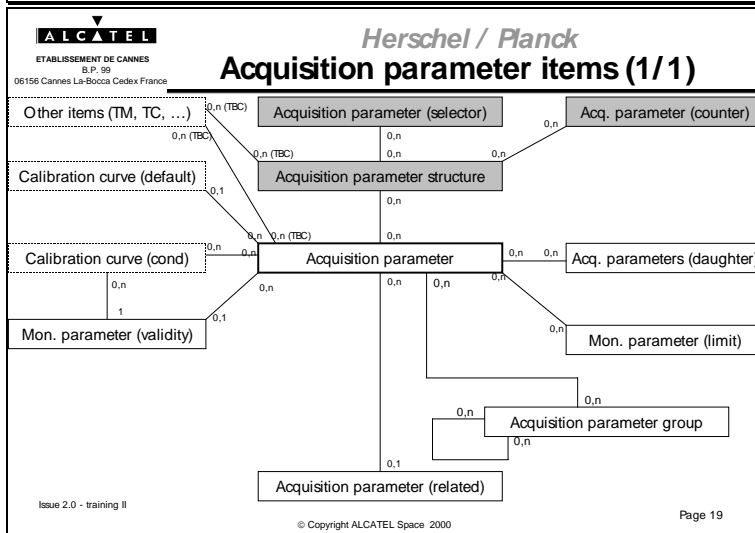 ALCATEL
ETABLISSEMENT DE CANNES
B.P. 99
06156 Cannes La-Bocca Cedex France
Herschel / Planck
Acquisition parameter items (1/1)
Other items (TM, TC, …)
0,n (TBC)
Acquisition parameter (selector)
Acq. parameter (counter)
0,n (TBC)
0,n
0,n
0,n (TBC)
0,n
0,n
Calibration curve (default)
Acquisition parameter structure
0,1
0,n
0,n
0,n (TBC)
0,n
Calibration curve (cond)
0,n
0,n
Acquisition parameter
0,n
0,n
Acq. parameters (daughter)
0,n
0,n
0,n
0,n
0,n
1
0,1
0,n
Mon. parameter (validity)
Mon. parameter (limit)
0,n
0,n
Acquisition parameter group
0,n
0,1
Acquisition parameter (related)
Issue 2.0 - training II
© Copyright ALCATEL Space 2000
Page 19